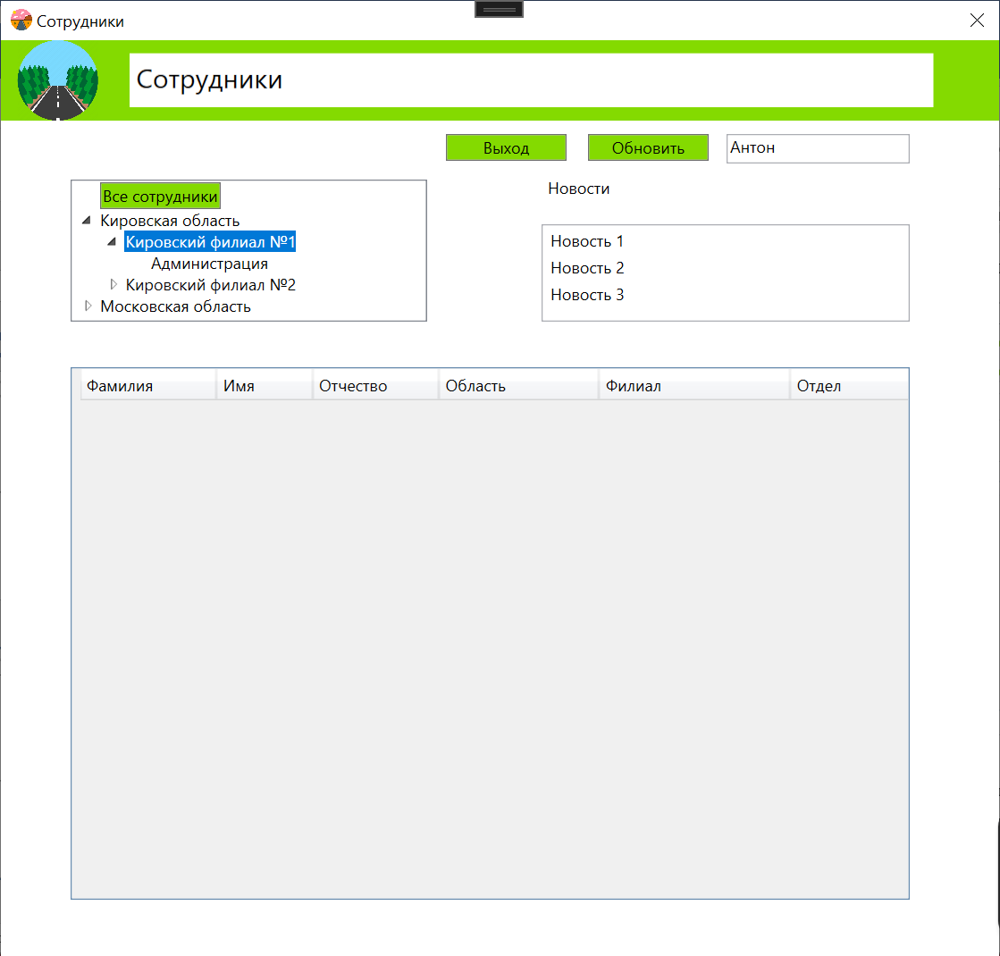 Сотрудники
Сотрудники
Выход Обновить Антон
Все сотрудники
Кировская область
Кировский филиал №1
Администрация
Кировский филиал №2
Московская область
Новости
Новость 1
Новость 2
Новость 3
Фамилия Имя Отчество Область Филиал Отдел